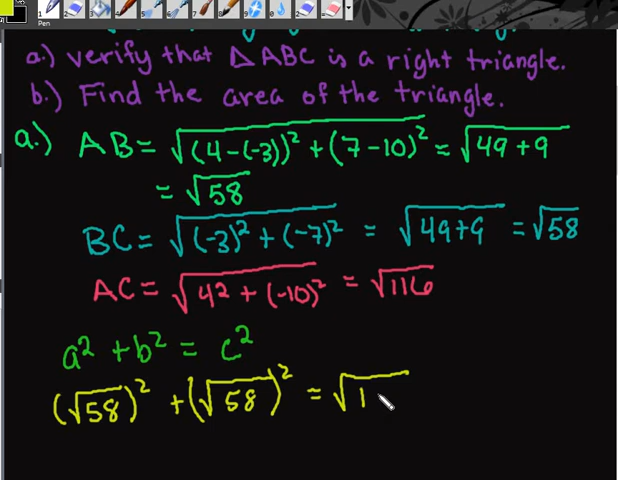 Pen
a.) verify that △ABC is a right triangle.
b.) Find the area of the triangle.
a.) AB = √(4-(-3))² + (7-10)² = √49 + 9
= √58
BC = √(-3)² + (-7)² = √49+9 = √58
AC = √42 + (-10)² = √116
a² + b² = c²
(√58)² + (√58)² = √1